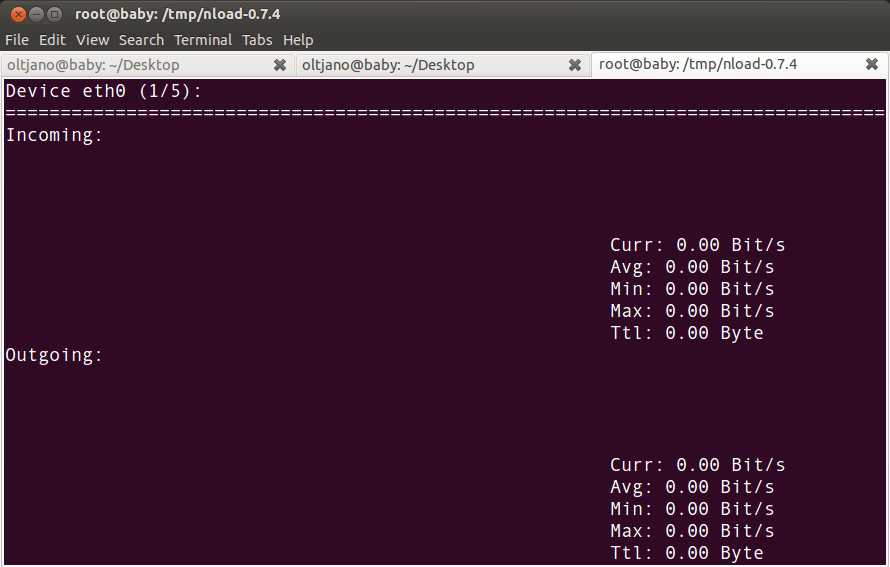 root@baby: /tmp/nload-0.7.4
File Edit View Search Terminal Tabs Help
oltjano@baby: ~/Desktop oltjano@baby: ~/Desktop root@baby: /tmp/nload-0.7.4
Device eth0 (1/5):
================================================================================
Incoming:
Curr: 0.00 Bit/s
Avg: 0.00 Bit/s
Min: 0.00 Bit/s
Max: 0.00 Bit/s
Ttl: 0.00 Byte
Outgoing:
Curr: 0.00 Bit/s
Avg: 0.00 Bit/s
Min: 0.00 Bit/s
Max: 0.00 Bit/s
Ttl: 0.00 Byte